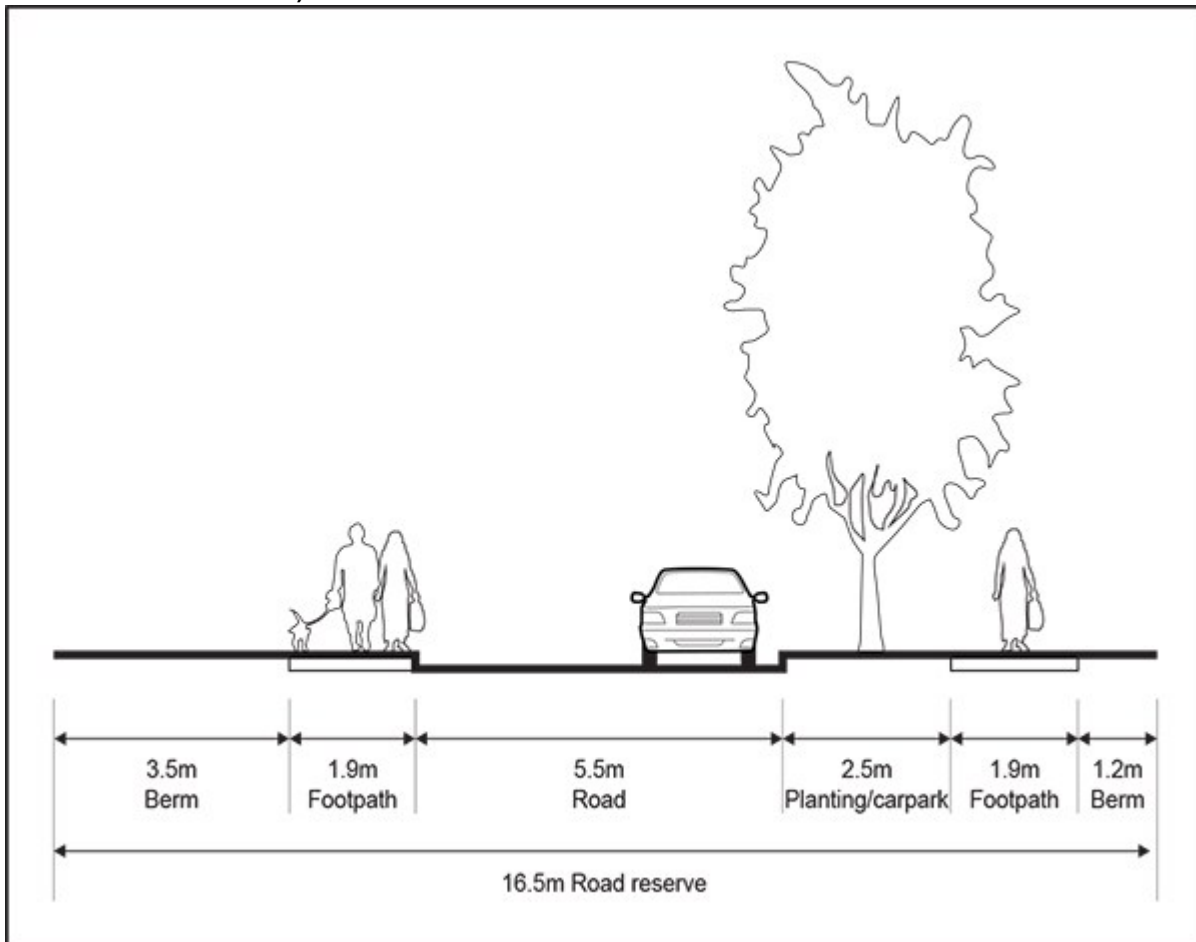 3.5m
Berm
1.9m
Footpath
5.5m
Road
2.5m
Planting/carpark
1.9m
Footpath
1.2m
Berm
16.5m Road reserve